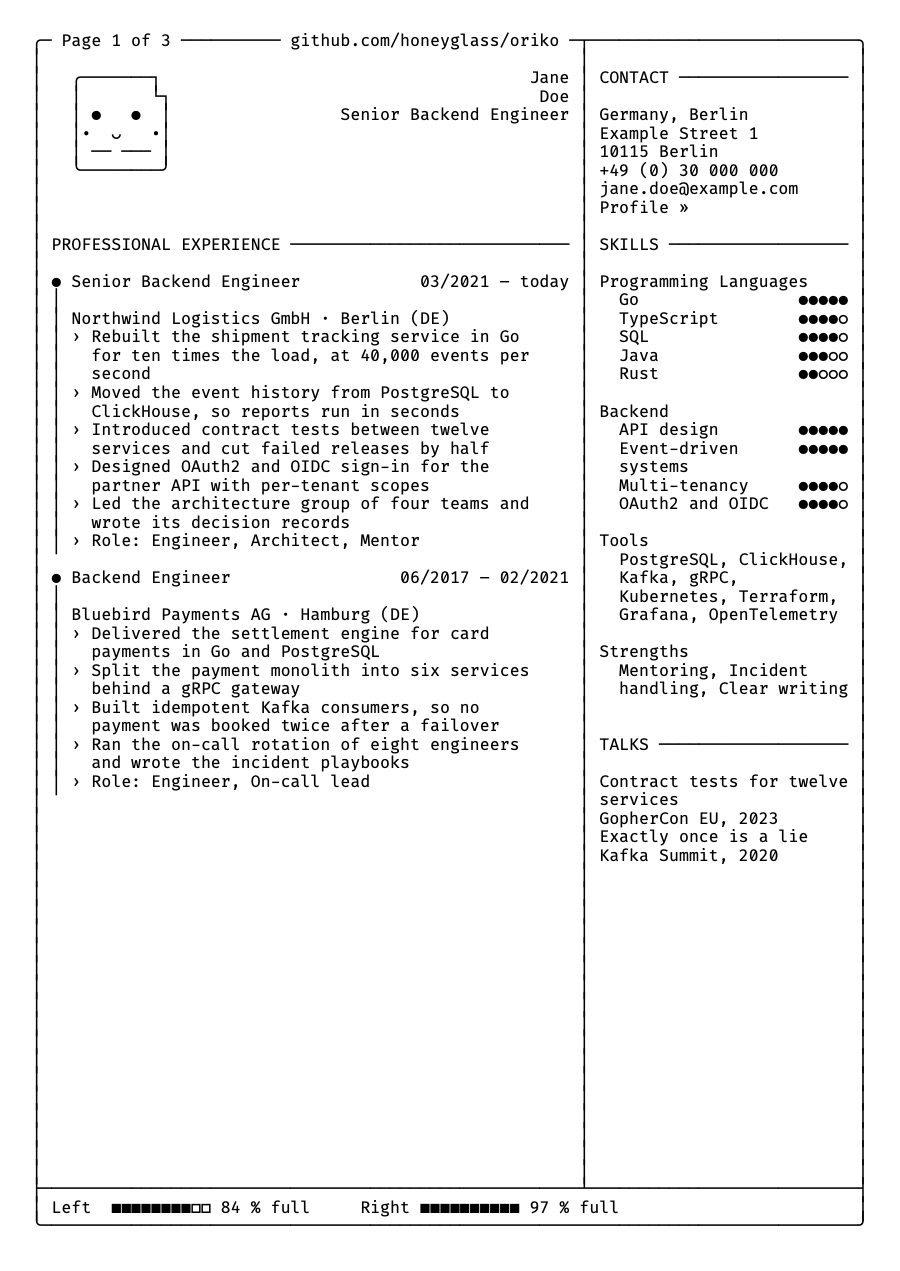 Page 1 of 3
github.com/honeyglass/oriko
Jane
Doe
Senior Backend Engineer
PROFESSIONAL EXPERIENCE
● Senior Backend Engineer 03/2021 – today
Northwind Logistics GmbH · Berlin (DE)
› Rebuilt the shipment tracking service in Go
for ten times the load, at 40,000 events per
second
› Moved the event history from PostgreSQL to
ClickHouse, so reports run in seconds
› Introduced contract tests between twelve
services and cut failed releases by half
› Designed OAuth2 and OIDC sign-in for the
partner API with per-tenant scopes
› Led the architecture group of four teams and
wrote its decision records
› Role: Engineer, Architect, Mentor
● Backend Engineer 06/2017 – 02/2021
Bluebird Payments AG · Hamburg (DE)
› Delivered the settlement engine for card
payments in Go and PostgreSQL
› Split the payment monolith into six services
behind a gRPC gateway
› Built idempotent Kafka consumers, so no
payment was booked twice after a failover
› Ran the on-call rotation of eight engineers
and wrote the incident playbooks
› Role: Engineer, On-call lead
CONTACT
Germany, Berlin
Example Street 1
10115 Berlin
+49 (0) 30 000 000
jane.doe@example.com
Profile »
SKILLS
Programming Languages
Go ●●●●●
TypeScript ●●●●○
SQL ●●●●○
Java ●●●○○
Rust ●●○○○
Backend
API design ●●●●●
Event-driven ●●●●●
systems
Multi-tenancy ●●●●○
OAuth2 and OIDC ●●●●○
Tools
PostgreSQL, ClickHouse,
Kafka, gRPC,
Kubernetes, Terraform,
Grafana, OpenTelemetry
Strengths
Mentoring, Incident
handling, Clear writing
TALKS
Contract tests for twelve
services
GopherCon EU, 2023
Exactly once is a lie
Kafka Summit, 2020
Left ■■■■■■■■□□ 84 % full Right ■■■■■■■■■■ 97 % full